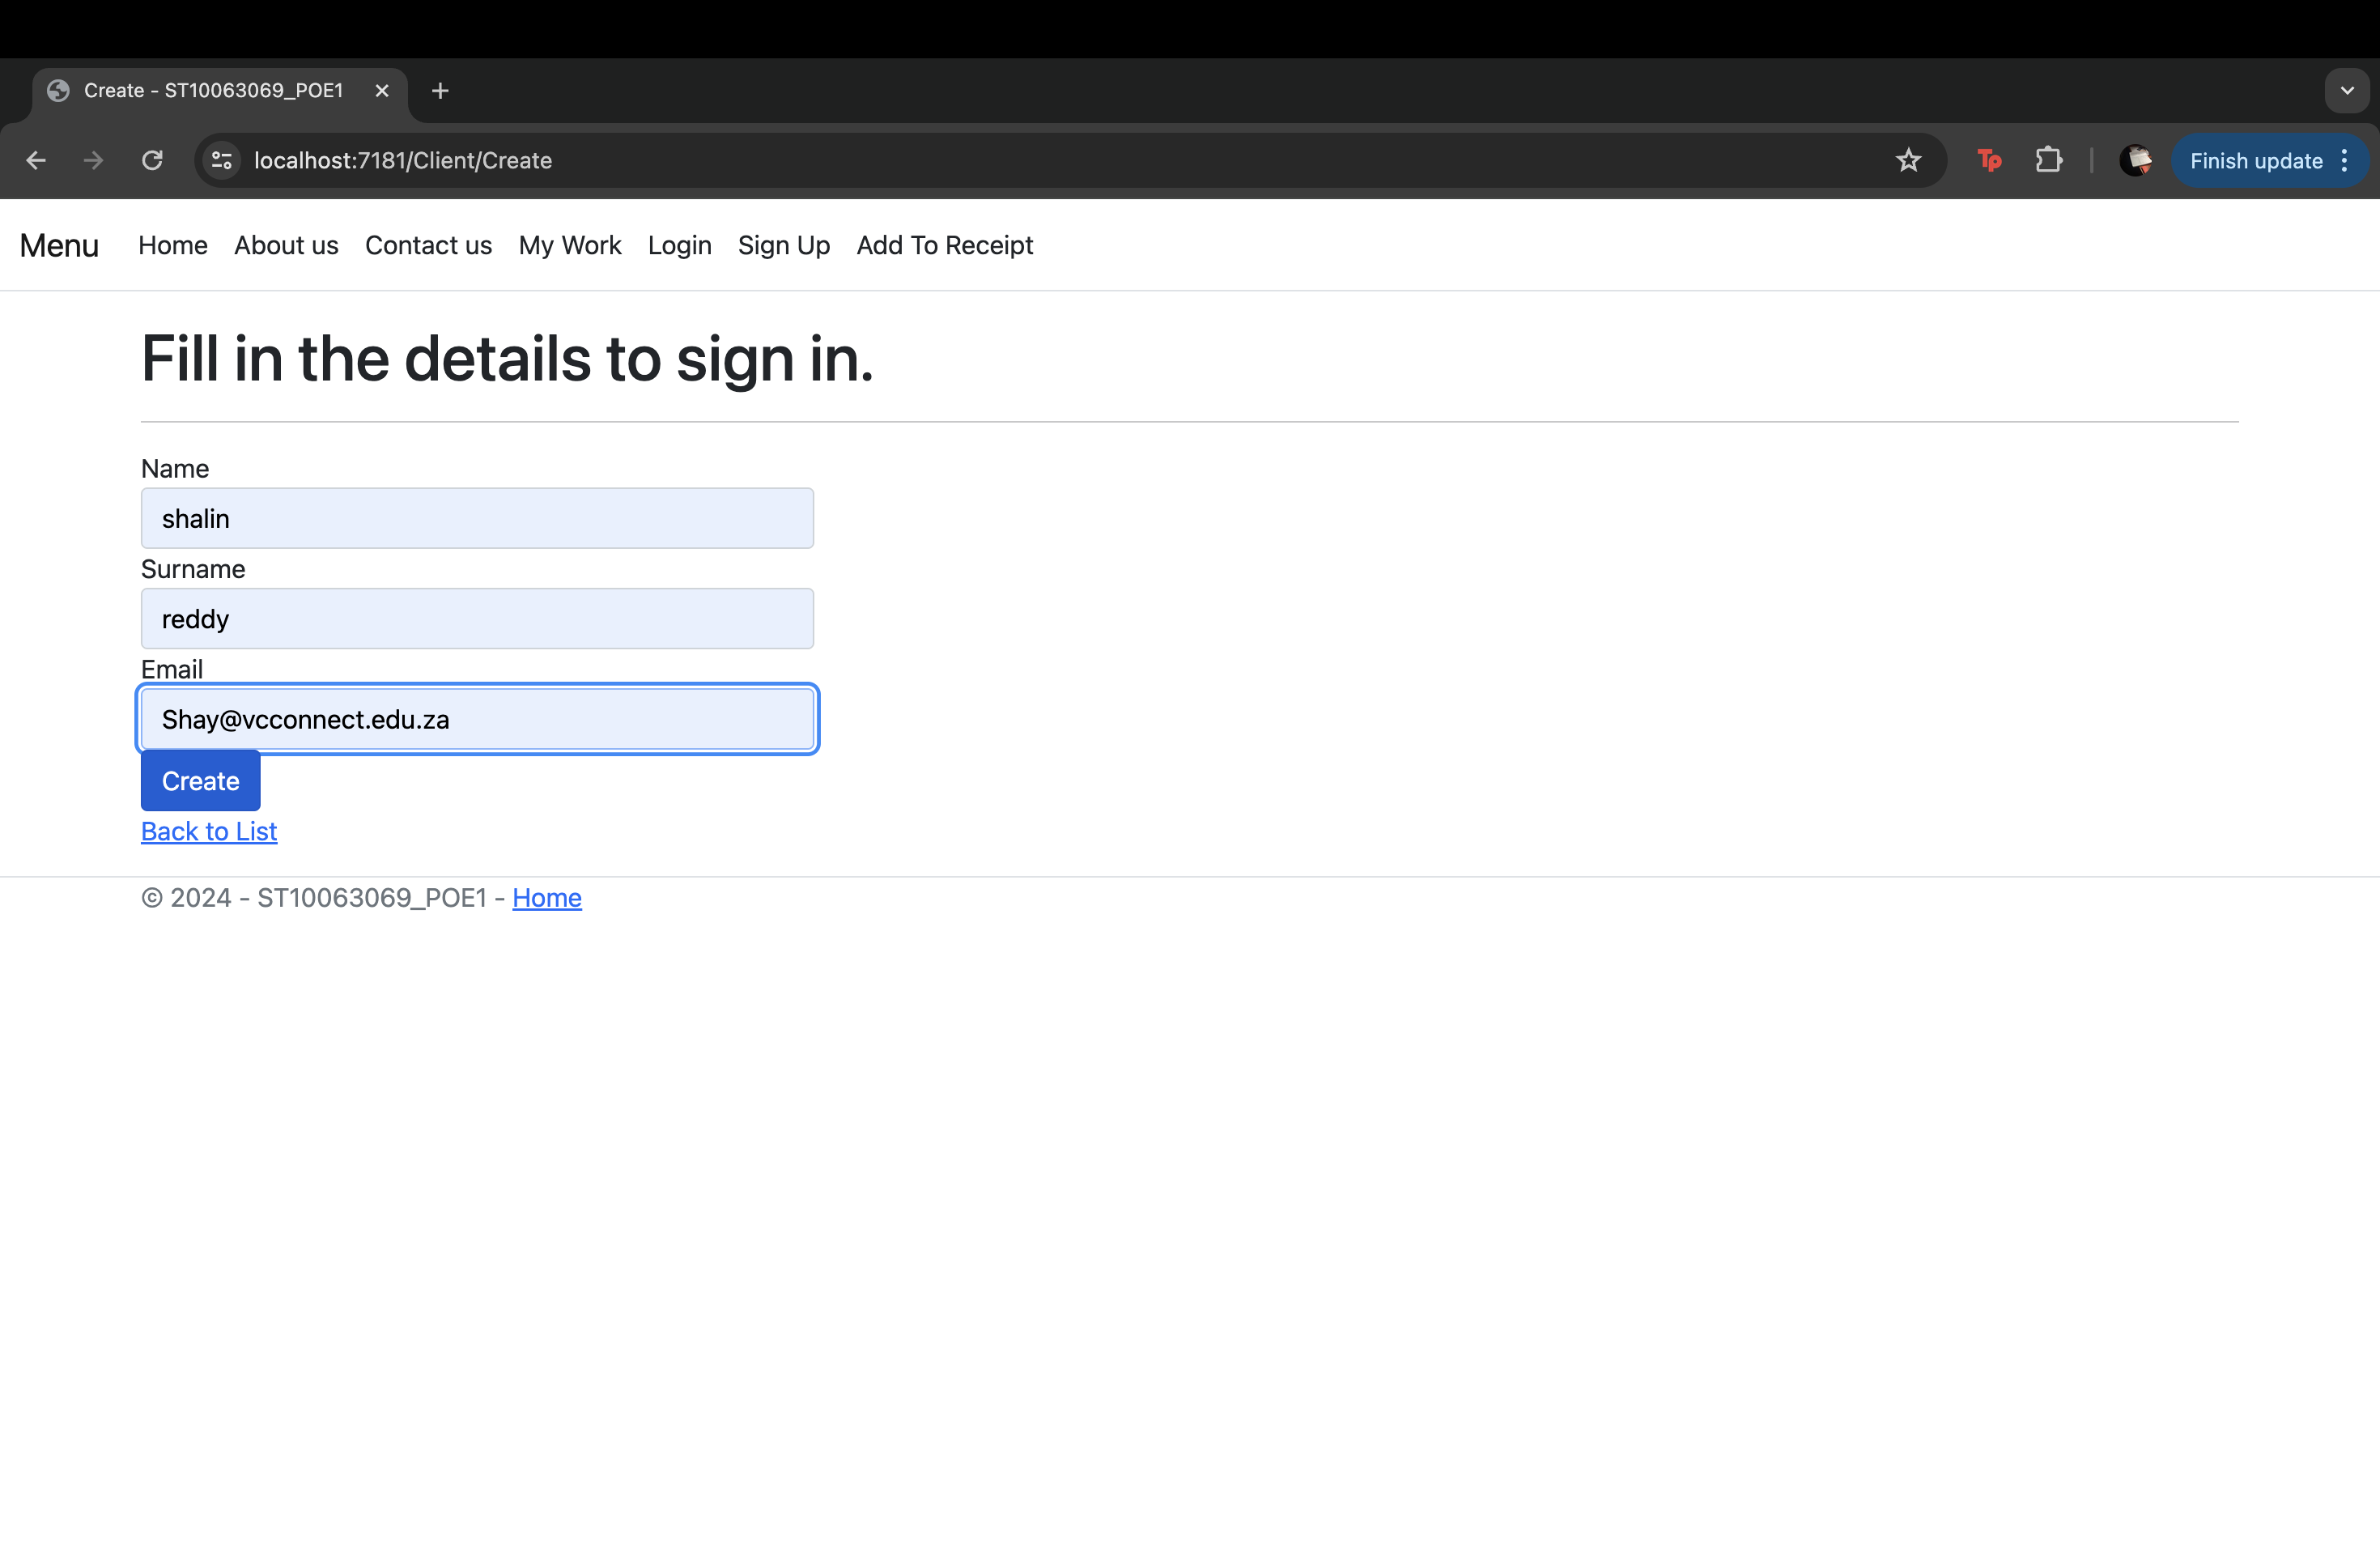 Create - ST10063069_POE1
localhost:7181/Client/Create
Tp
Finish update
Menu Home About us Contact us My Work Login Sign Up Add To Receipt
Fill in the details to sign in.
Name
shalin
Surname
reddy
Email
Shay@vcconnect.edu.za
Create
Back to List
© 2024 - ST10063069_POE1 - Home